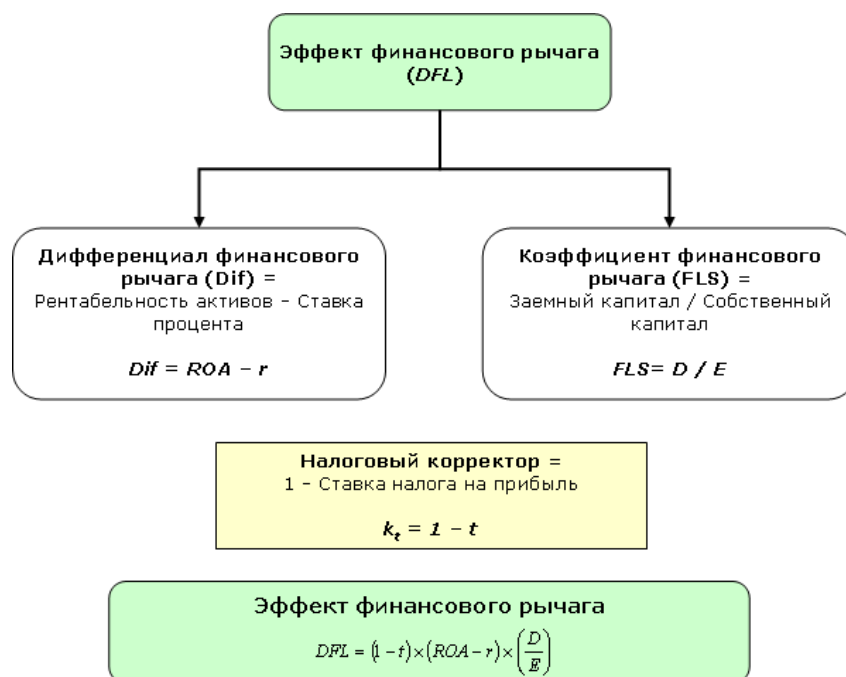 Эффект финансового рычага
(DFL)
Дифференциал финансового
рычага (Dif) =
Рентабельность активов - Ставка
процента
Dif = ROA - r
Коэффициент финансового
рычага (FLS) =
Заемный капитал / Собственный
капитал
FLS= D / E
Налоговый корректор =
1 - Ставка налога на прибыль
kₜ = 1 - t
Эффект финансового рычага
DFL = (1-t)×(ROA-r)×(D/E)